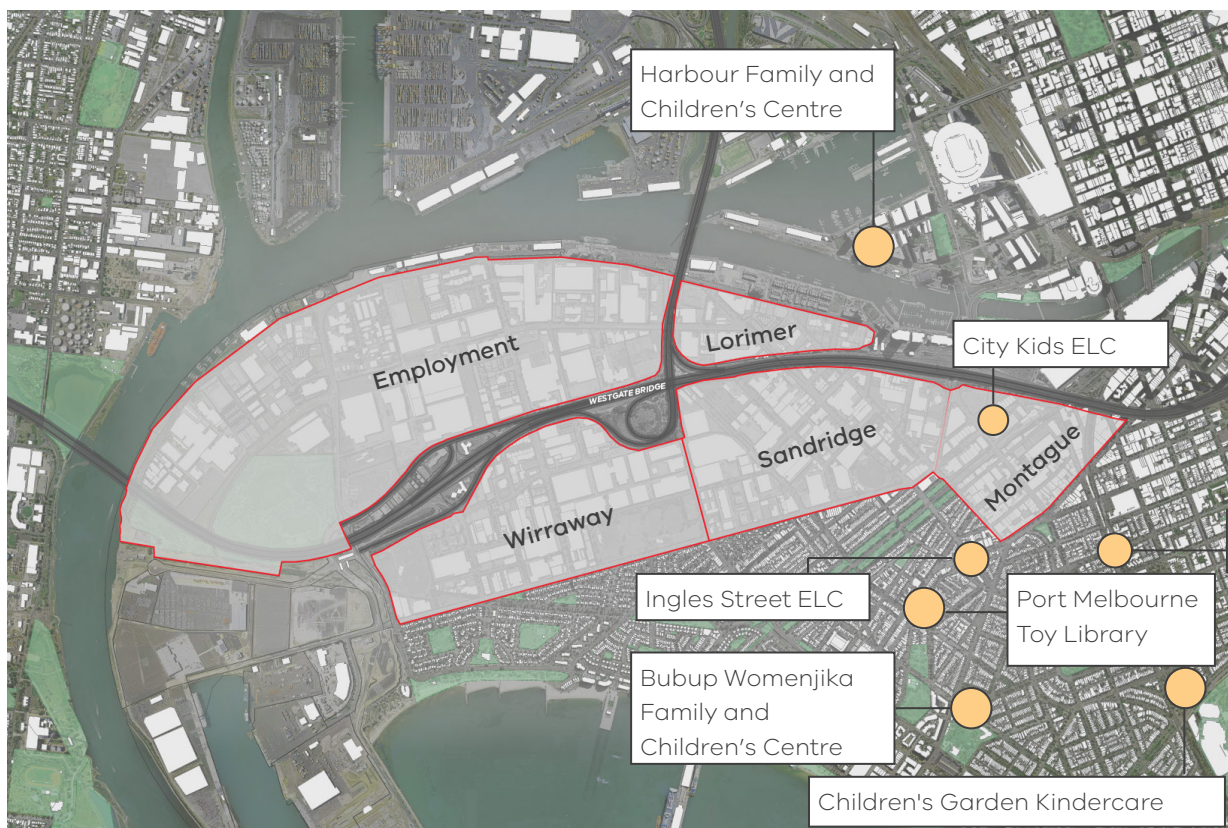 Harbour Family and
Children's Centre
Lorimer
City Kids ELC
Employment
WESTGATE BRIDGE
Sandridge
Montague
Wirraway
Ingles Street ELC
Port Melbourne
Toy Library
Bubup Womenjika
Family and
Children's Centre
Children's Garden Kindercare